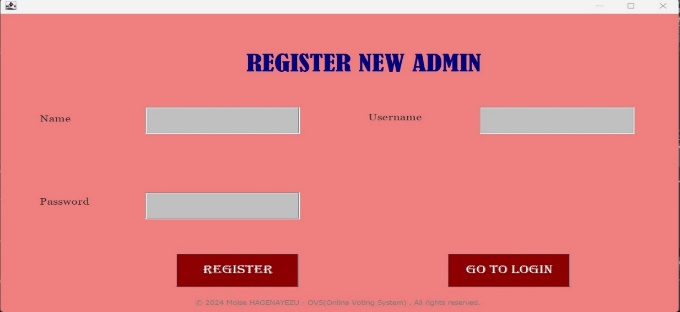 REGISTER NEW ADMIN
Name
Username
Password
REGISTER
GO TO LOGIN
© 2024 Moise HAGENAYEZU - OVS(Online Voting System) , All rights reserved.